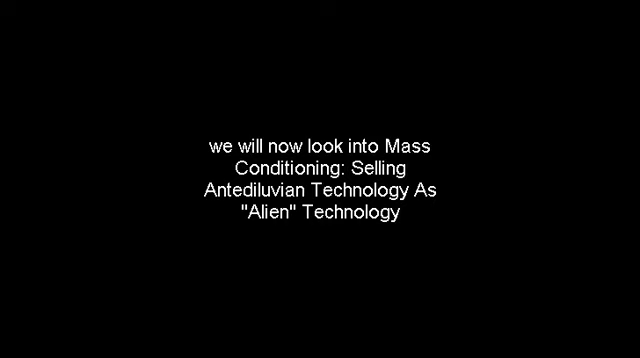 we will now look into Mass
Conditioning: Selling
Antediluvian Technology As
"Alien" Technology